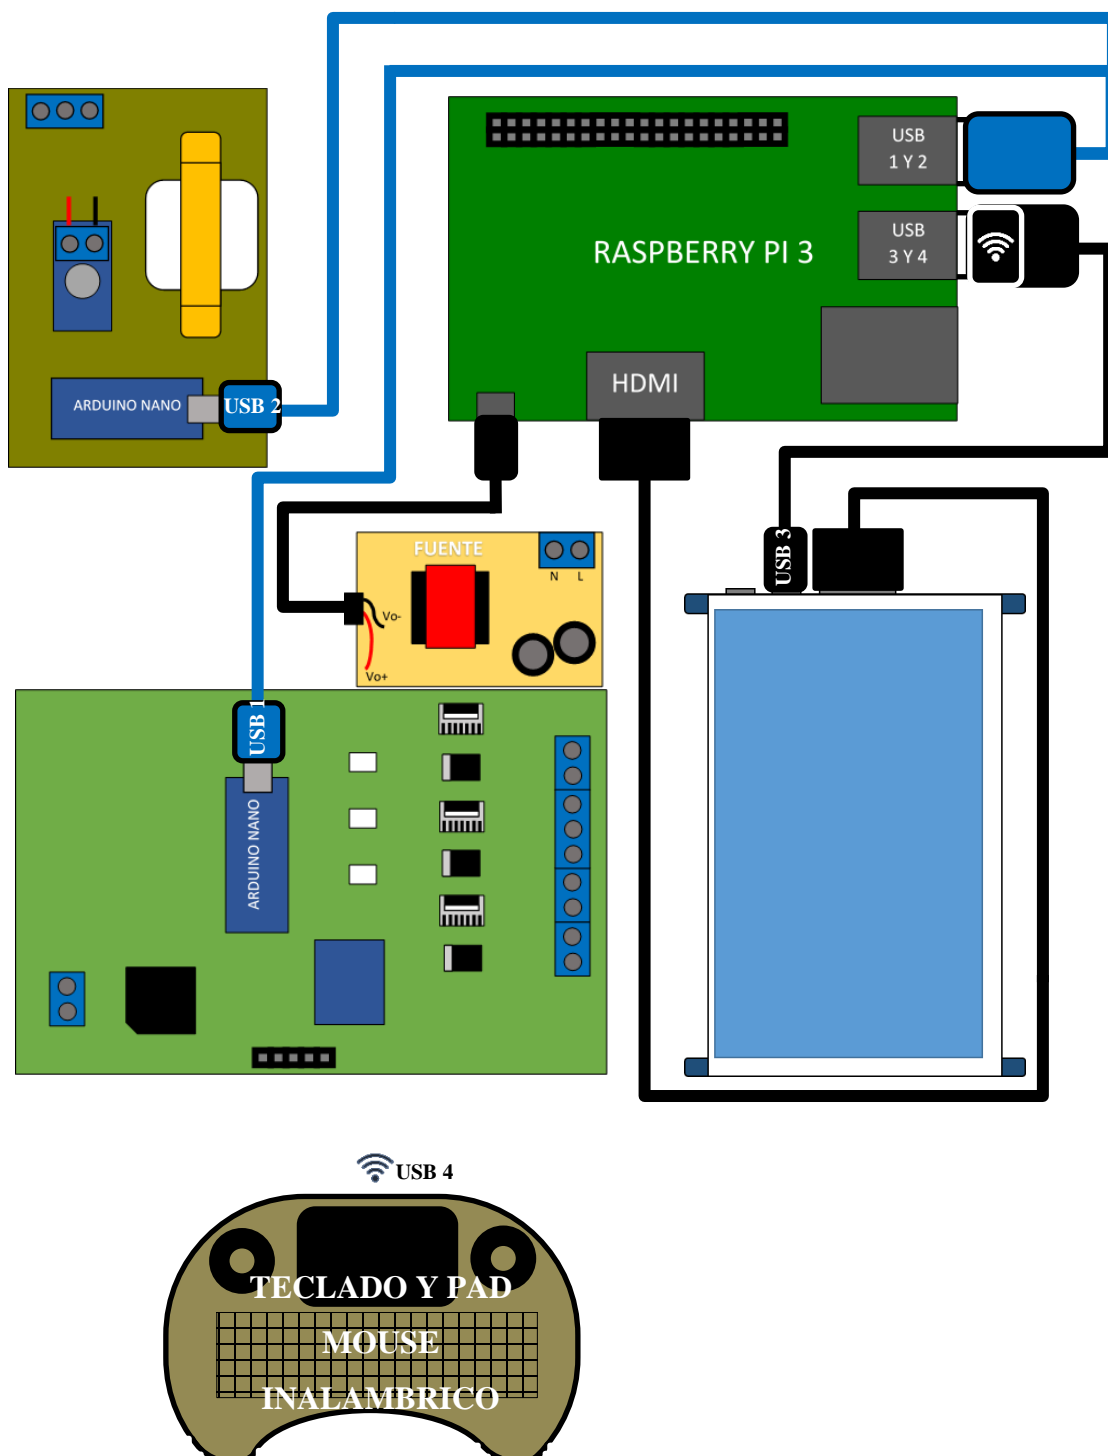 USB
1 Y 2
RASPBERRY PI 3
USB
3 Y 4
HDMI
ARDUINO NANO
USB 2
FUENTE
N L
Vo-
Vo+
USB 3
USB 1
ARDUINO NANO
USB 4
TECLADO Y PAD
MOUSE
INALAMBRICO